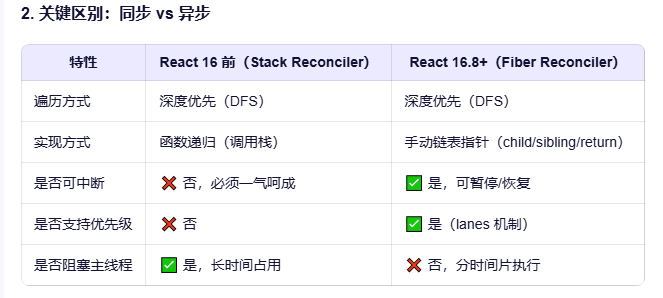 2. 关键区别：同步 vs 异步
特性 React 16 前（Stack Reconciler） React 16.8+（Fiber Reconciler）
遍历方式 深度优先（DFS） 深度优先（DFS）
实现方式 函数递归（调用栈） 手动链表指针（child/sibling/return）
是否可中断 ❌ 否，必须一气呵成 ✅ 是，可暂停/恢复
是否支持优先级 ❌ 否 ✅ 是（lanes 机制）
是否阻塞主线程 ✅ 是，长时间占用 ❌ 否，分时间片执行